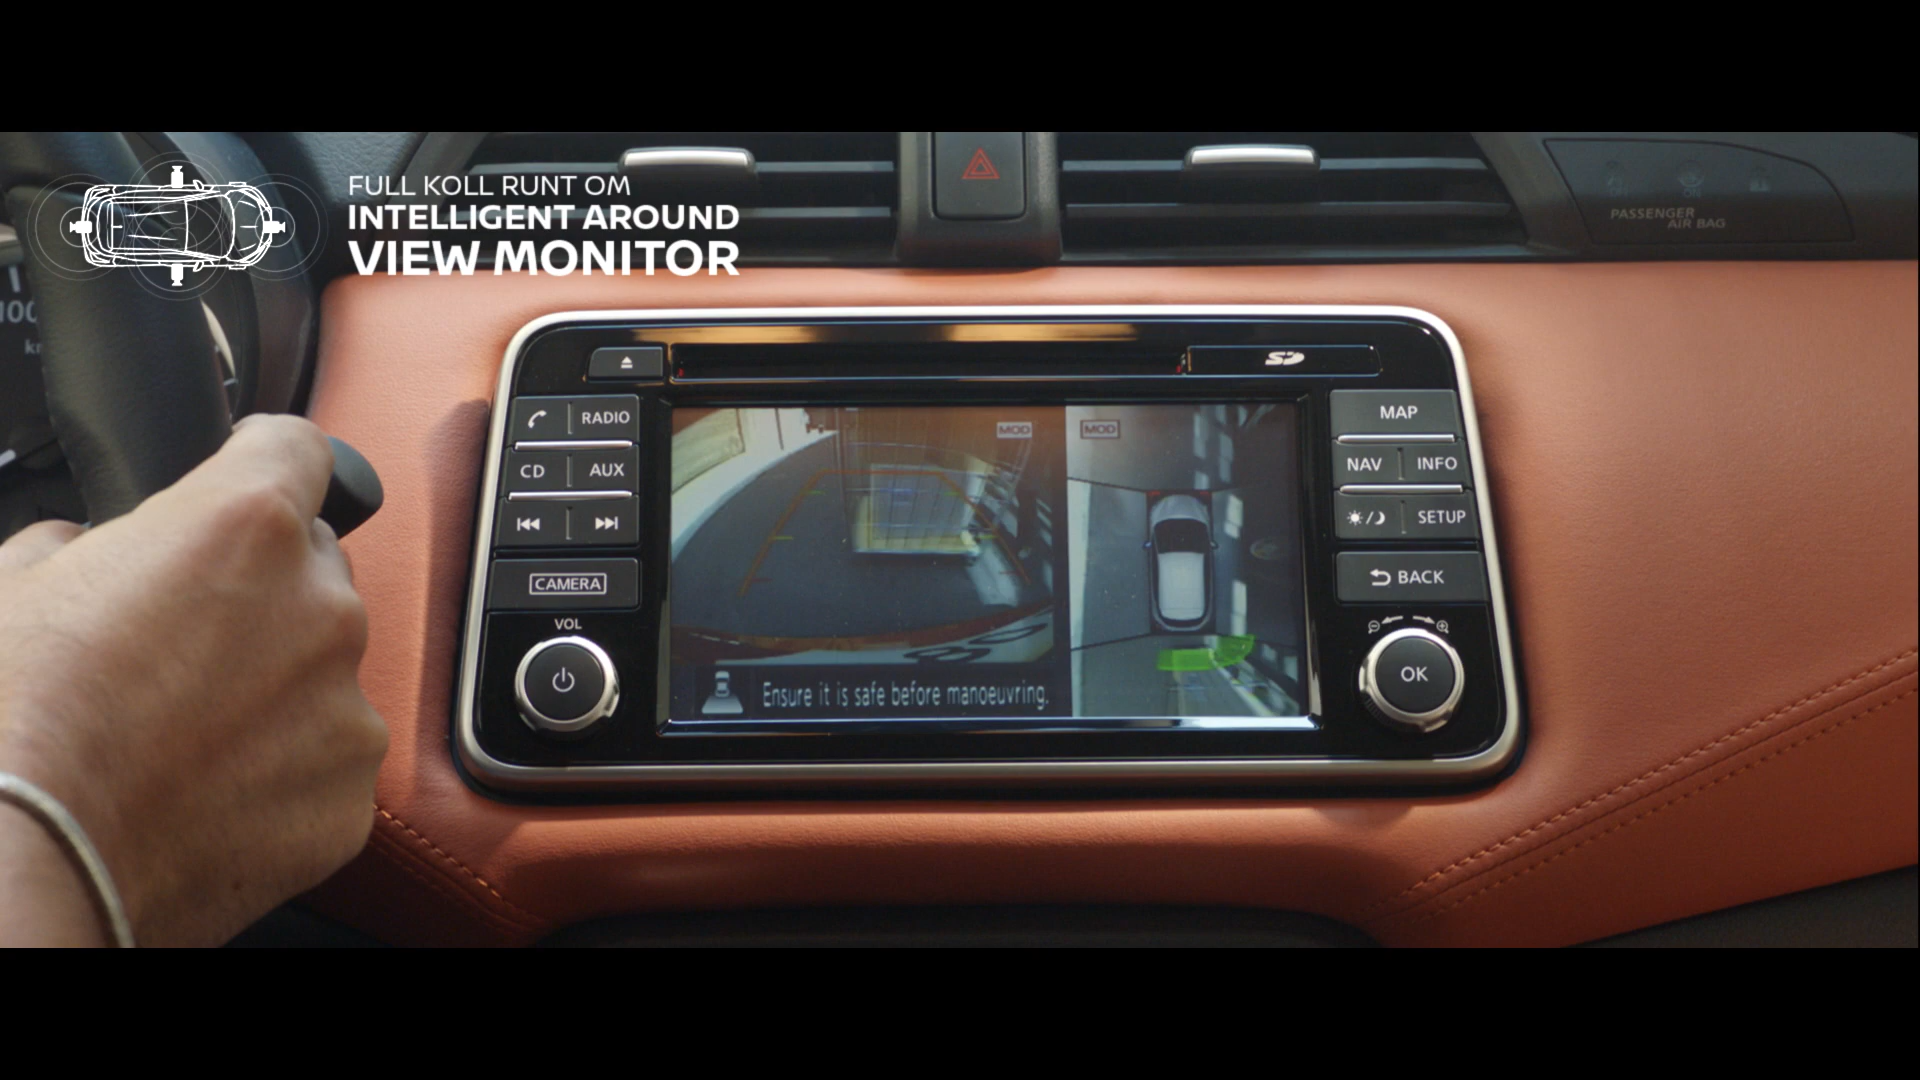 FULL KOLL RUNT OM
INTELLIGENT AROUND
VIEW MONITOR
PASSENGER
AIR BAG
100
SD
RADIO
CD AUX
CAMERA
VOL
MOD
MOD
Ensure it is safe before manoeuvring.
MAP
NAV INFO
SETUP
BACK
OK